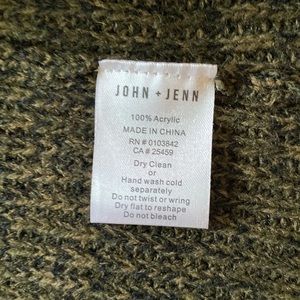 JOHN + JENN
100% Acrylic
MADE IN CHINA
RN # 0103842
CA # 25459
Dry Clean
or
Hand wash cold
separately
Do not twist or wring
Dry flat to reshape
Do not bleach